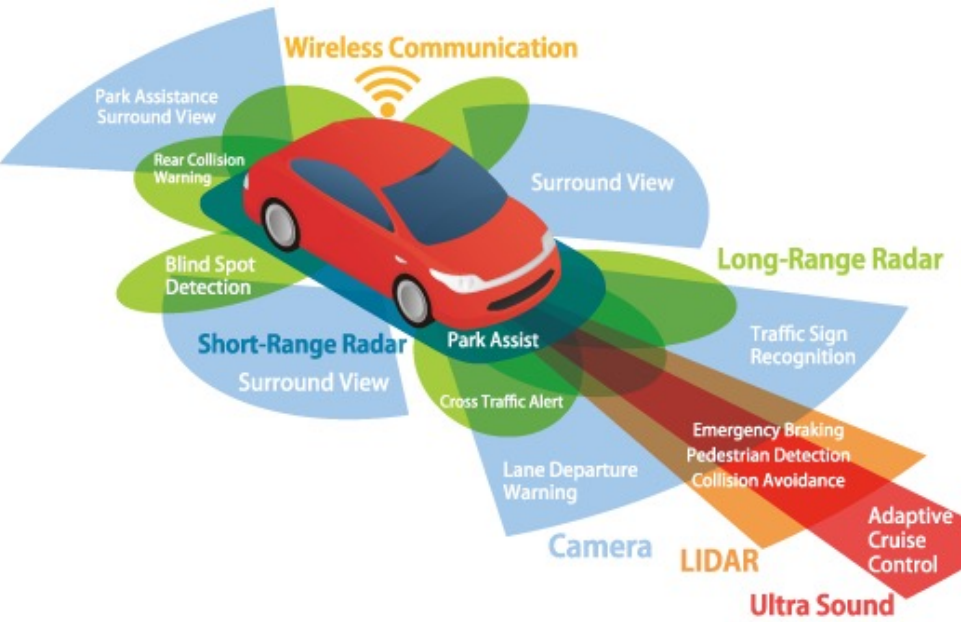 Wireless Communication
Park Assistance
Surround View
Rear Collision
Warning
Surround View
Blind Spot
Detection
Long-Range Radar
Short-Range Radar
Park Assist
Traffic Sign
Recognition
Surround View
Cross Traffic Alert
Emergency Braking
Pedestrian Detection
Collision Avoidance
Lane Departure
Warning
Adaptive
Cruise
Control
Camera
LIDAR
Ultra Sound